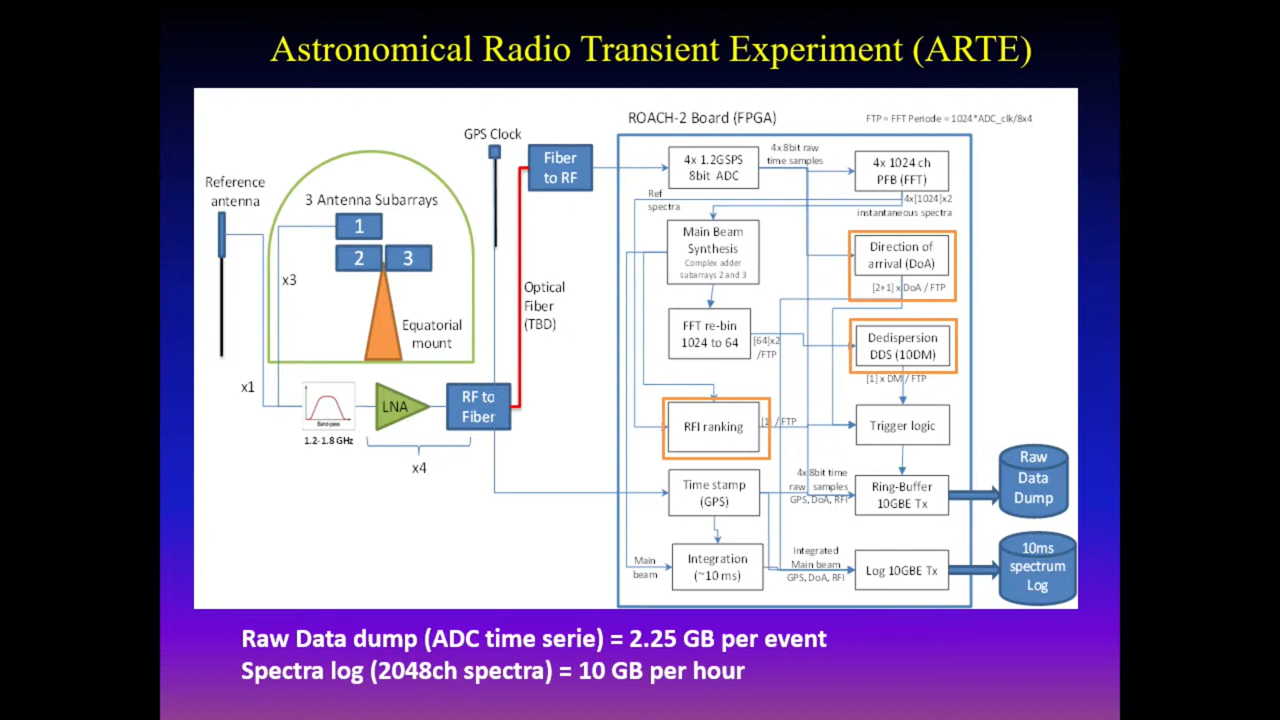 Astronomical Radio Transient Experiment (ARTE)
ROACH-2 Board (FPGA)
FTP = FFT Periode = 1024*ADC_clk/8x4
GPS Clock
Fiber
to RF
Reference
antenna
3 Antenna Subarrays
1
2
3
Equatorial
mount
x3
x1
Optical
Fiber
(TBD)
Band-pass
1.2-1.8 GHz
LNA
RF to
Fiber
x4
4x 1.2GSPS
8bit ADC
4x 8bit raw
time samples
4x 1024 ch
PFB (FFT)
4x[1024]x2
instantaneous spectra
Ref
spectra
Main Beam
Synthesis
Complex adder
subarrays 2 and 3
Direction of
arrival (DoA)
[2+1] x DoA / FTP
FFT re-bin
1024 to 64
[64]x2
/FTP
Dedispersion
DDS (10DM)
[1] x DM / FTP
RFI ranking
/ FTP
Trigger logic
Time stamp
(GPS)
4x 8bit time
raw samples
GPS, DoA, RFI
Ring-Buffer
10GBE Tx
Raw
Data
Dump
Main
beam
Integration
(~10 ms)
Integrated
Main beam
GPS, DoA, RFI
Log 10GBE Tx
10ms
spectrum
Log
Raw Data dump (ADC time serie) = 2.25 GB per event
Spectra log (2048ch spectra) = 10 GB per hour